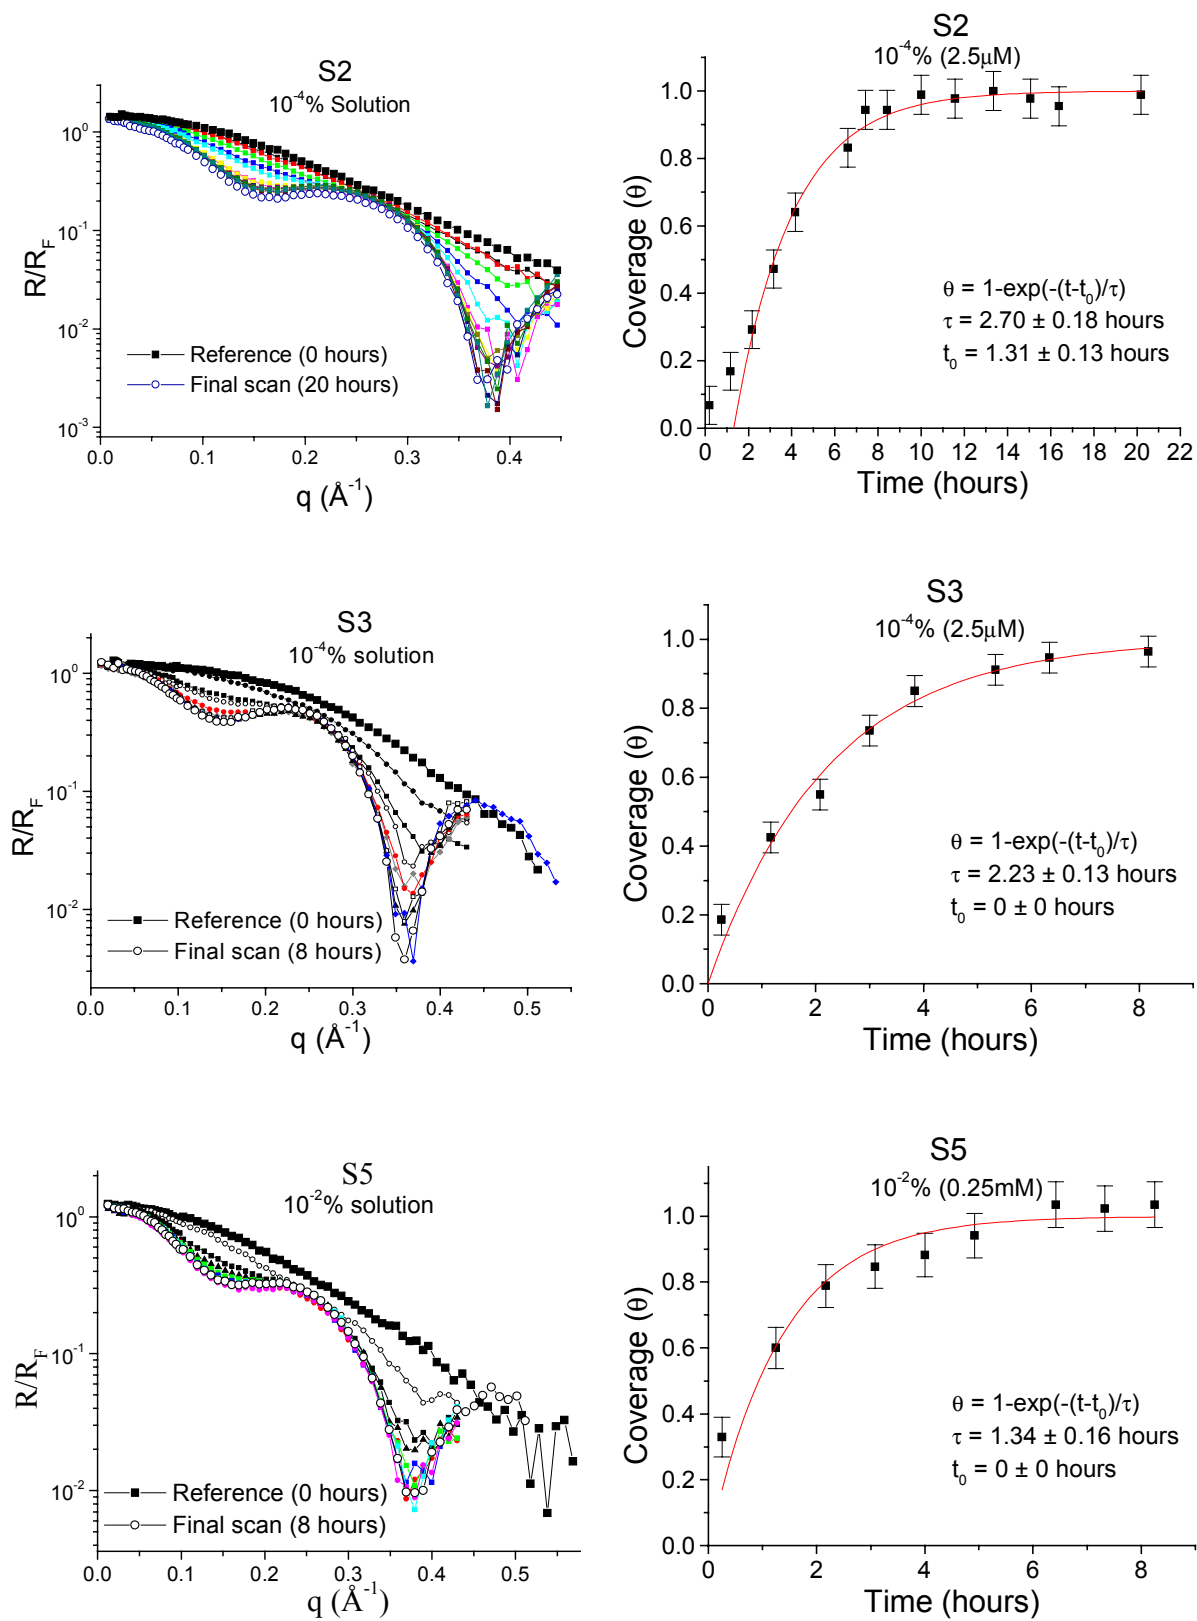 S2
10⁻⁴% Solution
R/R_F
10⁰
10⁻¹
10⁻²
10⁻³
Reference (0 hours)
Final scan (20 hours)
0.0 0.1 0.2 0.3 0.4
q (Å⁻¹)
S2
10⁻⁴% (2.5μM)
Coverage (θ)
1.0
0.8
0.6
0.4
0.2
0.0
θ = 1-exp(-(t-t₀)/τ)
τ = 2.70 ± 0.18 hours
t₀ = 1.31 ± 0.13 hours
0 2 4 6 8 10 12 14 16 18 20 22
Time (hours)
S3
10⁻⁴% solution
R/R_F
10⁰
10⁻¹
10⁻²
Reference (0 hours)
Final scan (8 hours)
0.0 0.1 0.2 0.3 0.4 0.5
q (Å⁻¹)
S3
10⁻⁴% (2.5μM)
Coverage (θ)
1.0
0.8
0.6
0.4
0.2
0.0
θ = 1-exp(-(t-t₀)/τ)
τ = 2.23 ± 0.13 hours
t₀ = 0 ± 0 hours
0 2 4 6 8
Time (hours)
S5
10⁻²% solution
R/R_F
10⁰
10⁻¹
10⁻²
Reference (0 hours)
Final scan (8 hours)
0.0 0.1 0.2 0.3 0.4 0.5
q (Å⁻¹)
S5
10⁻²% (0.25mM)
Coverage (θ)
1.0
0.8
0.6
0.4
0.2
0.0
θ = 1-exp(-(t-t₀)/τ)
τ = 1.34 ± 0.16 hours
t₀ = 0 ± 0 hours
0 2 4 6 8
Time (hours)